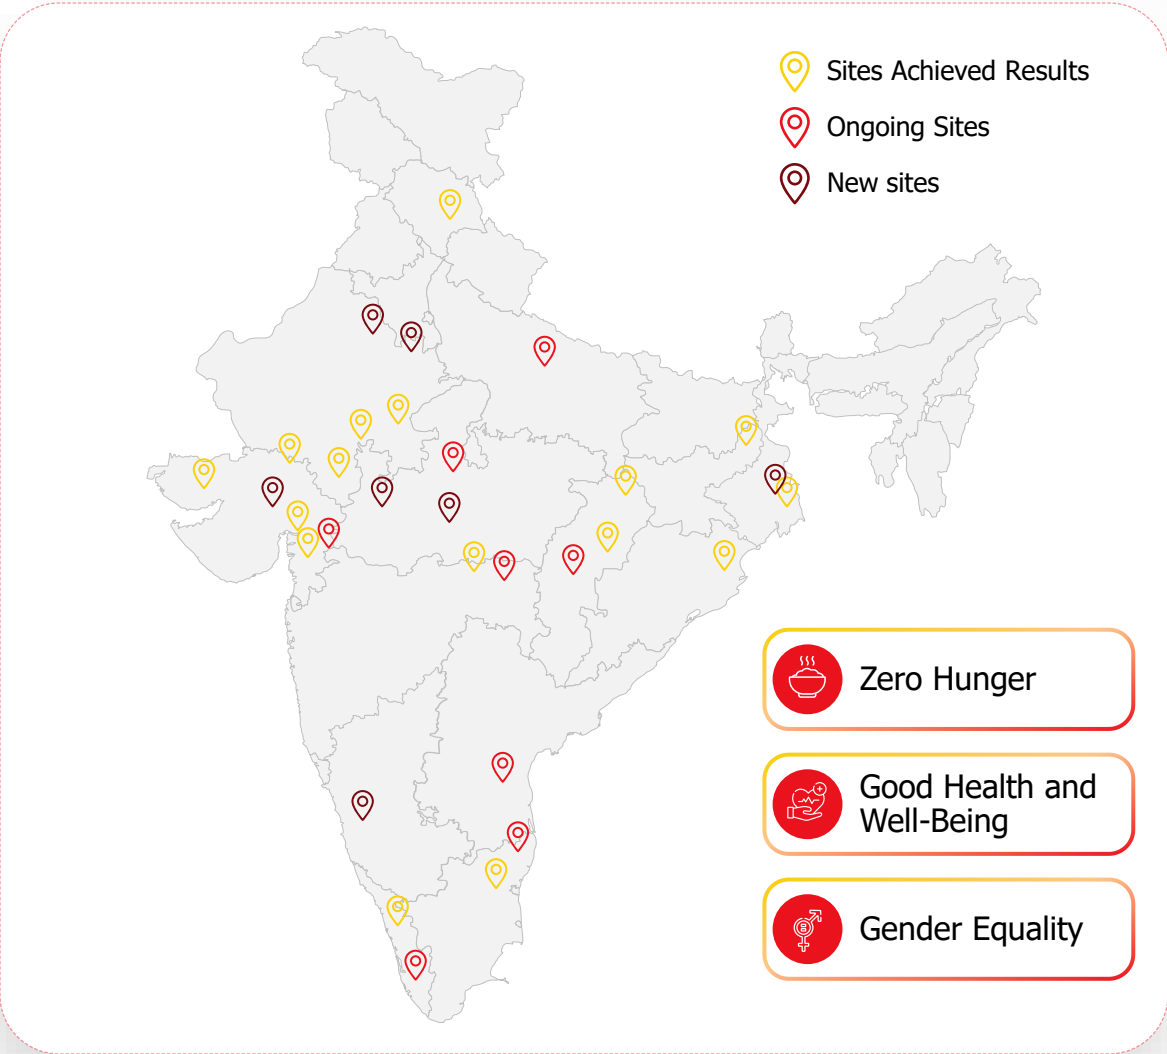 Sites Achieved Results
Ongoing Sites
New sites
Zero Hunger
Good Health and
Well-Being
Gender Equality